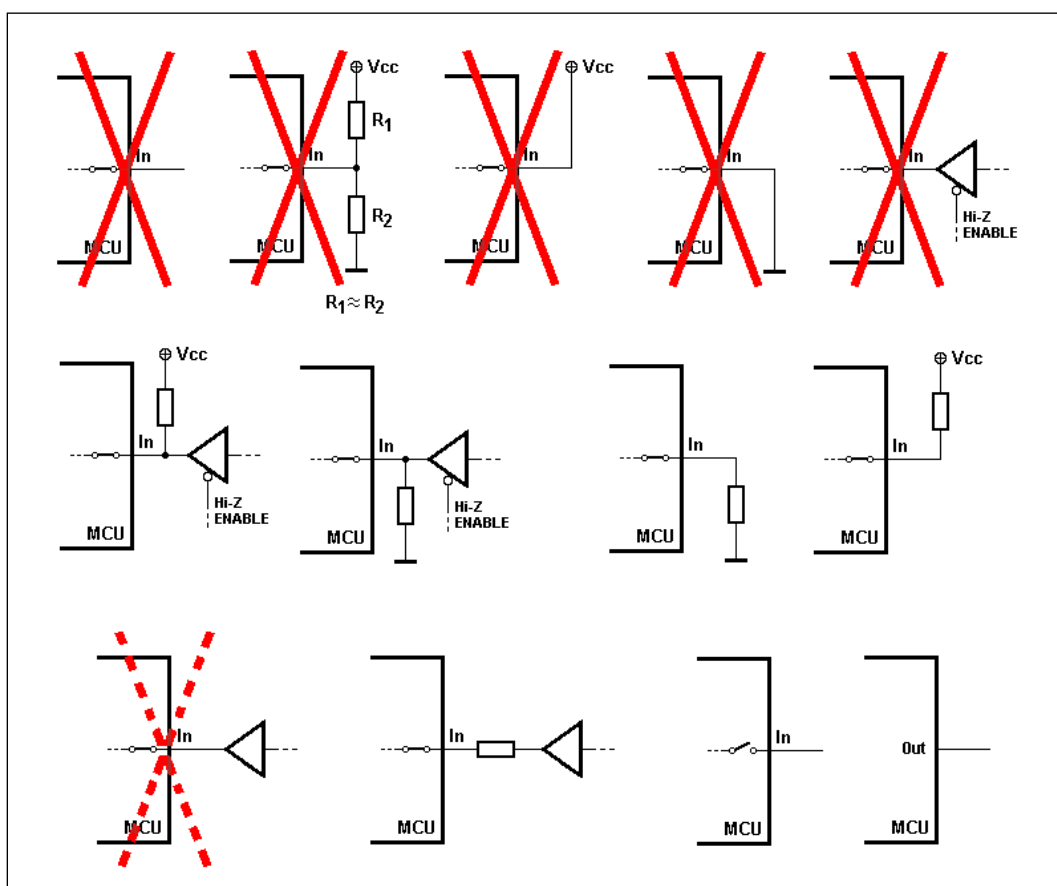 In
MCU
Vcc
R1
In
R2
MCU
R1≈ R2
Vcc
In
MCU
In
MCU
In
Hi-Z
ENABLE
MCU
Vcc
In
Hi-Z
ENABLE
MCU
In
Hi-Z
ENABLE
MCU
In
MCU
Vcc
In
MCU
In
MCU
In
MCU
In
MCU
Out
MCU